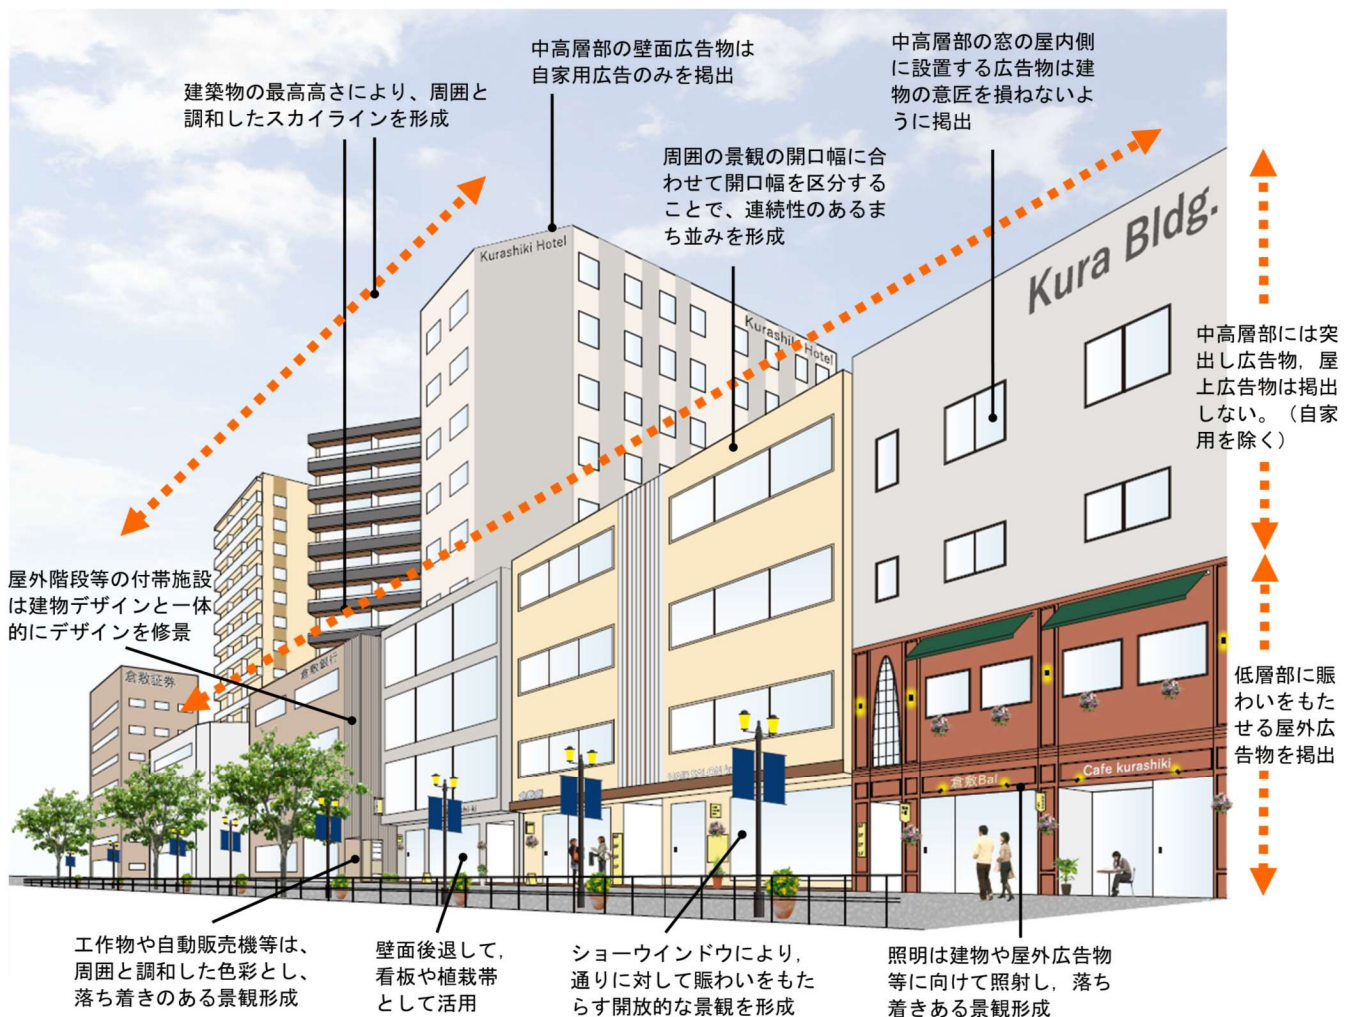 中高層部の壁面広告物は
自家用広告のみを掲出
中高層部の窓の屋内側
に設置する広告物は建
物の意匠を損ねないよ
うに掲出
建築物の最高高さにより、周囲と
調和したスカイラインを形成
周囲の景観の開口幅に合
わせて開口幅を区分する
ことで、連続性のあるま
ち並みを形成
Kurashiki Hotel
Kura Bldg.
Kurashiki Hotel
中高層部には突
出し広告物，屋
上広告物は掲出
しない。（自家
用を除く）
屋外階段等の付帯施設
は建物デザインと一体
的にデザインを修景
倉敷証券
倉敷銀行
低層部に賑
わいをもた
せる屋外広
告物を掲出
倉敷Bal
Cafe kurashiki
工作物や自動販売機等は、
周囲と調和した色彩とし、
落ち着きのある景観形成
壁面後退して，
看板や植栽帯
として活用
ショーウインドウにより，
通りに対して賑わいをもた
らす開放的な景観を形成
照明は建物や屋外広告物
等に向けて照射し，落ち
着きある景観形成